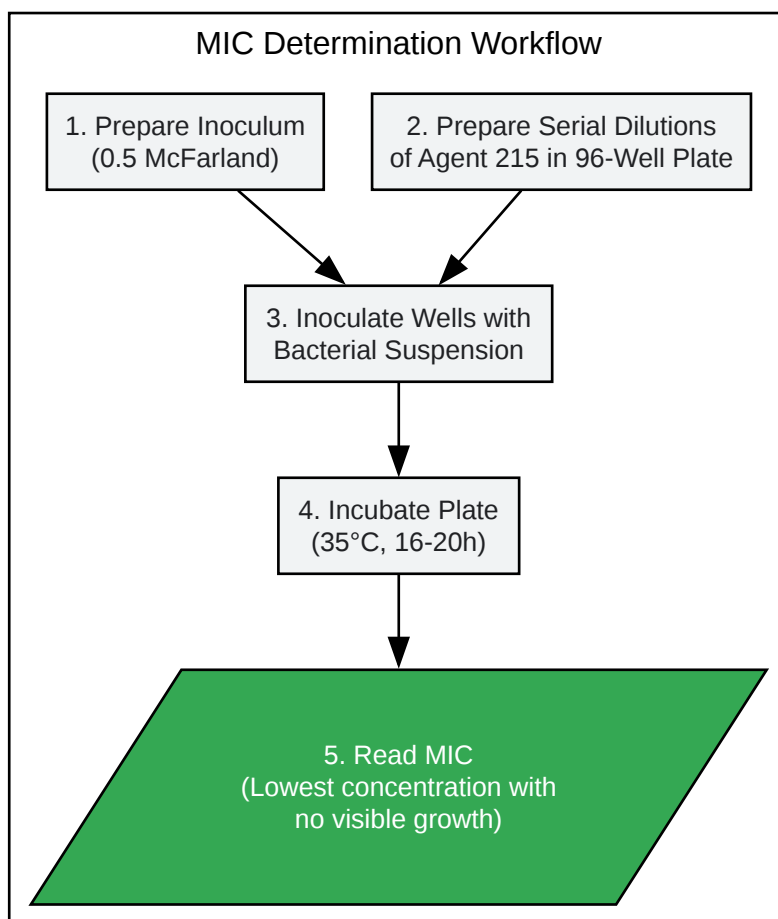 MIC Determination Workflow
1. Prepare Inoculum
(0.5 McFarland)
2. Prepare Serial Dilutions
of Agent 215 in 96-Well Plate
3. Inoculate Wells with
Bacterial Suspension
4. Incubate Plate
(35°C, 16-20h)
5. Read MIC
(Lowest concentration with
no visible growth)